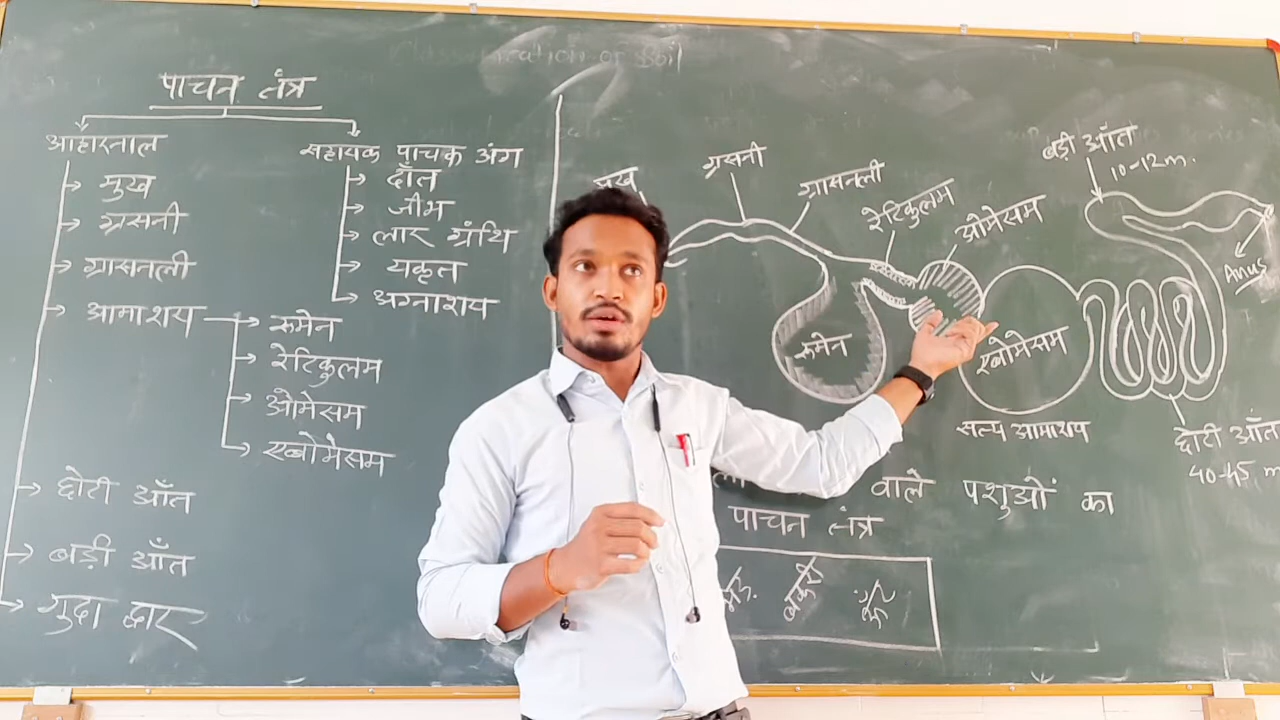 पाचन तंत्र
आहारनाल
मुख
ग्रसनी
ग्रासनली
आमाशय
रुमेन
रेटिकुलम
ओमेसम
एबोमेसम
छोटी आँत
बड़ी आँत
गुदा द्वार
सहायक पाचक अंग
दाँत
जीभ
लार ग्रंथि
यकृत
अग्नाशय
मुख
ग्रसनी
ग्रासनली
रेटिकुलम
ओमेसम
बड़ी आँत
10-12m.
Anus
रुमेन
एबोमेसम
सत्य आमाशय
छोटी आँत
40-45 m
वाले पशुओं का
पाचन तंत्र